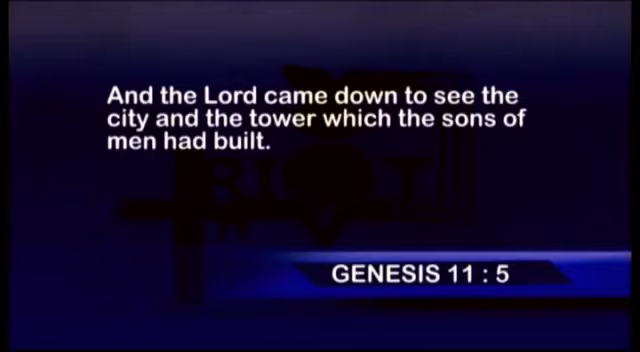 And the Lord came down to see the
city and the tower which the sons of
men had built.
GENESIS 11 : 5